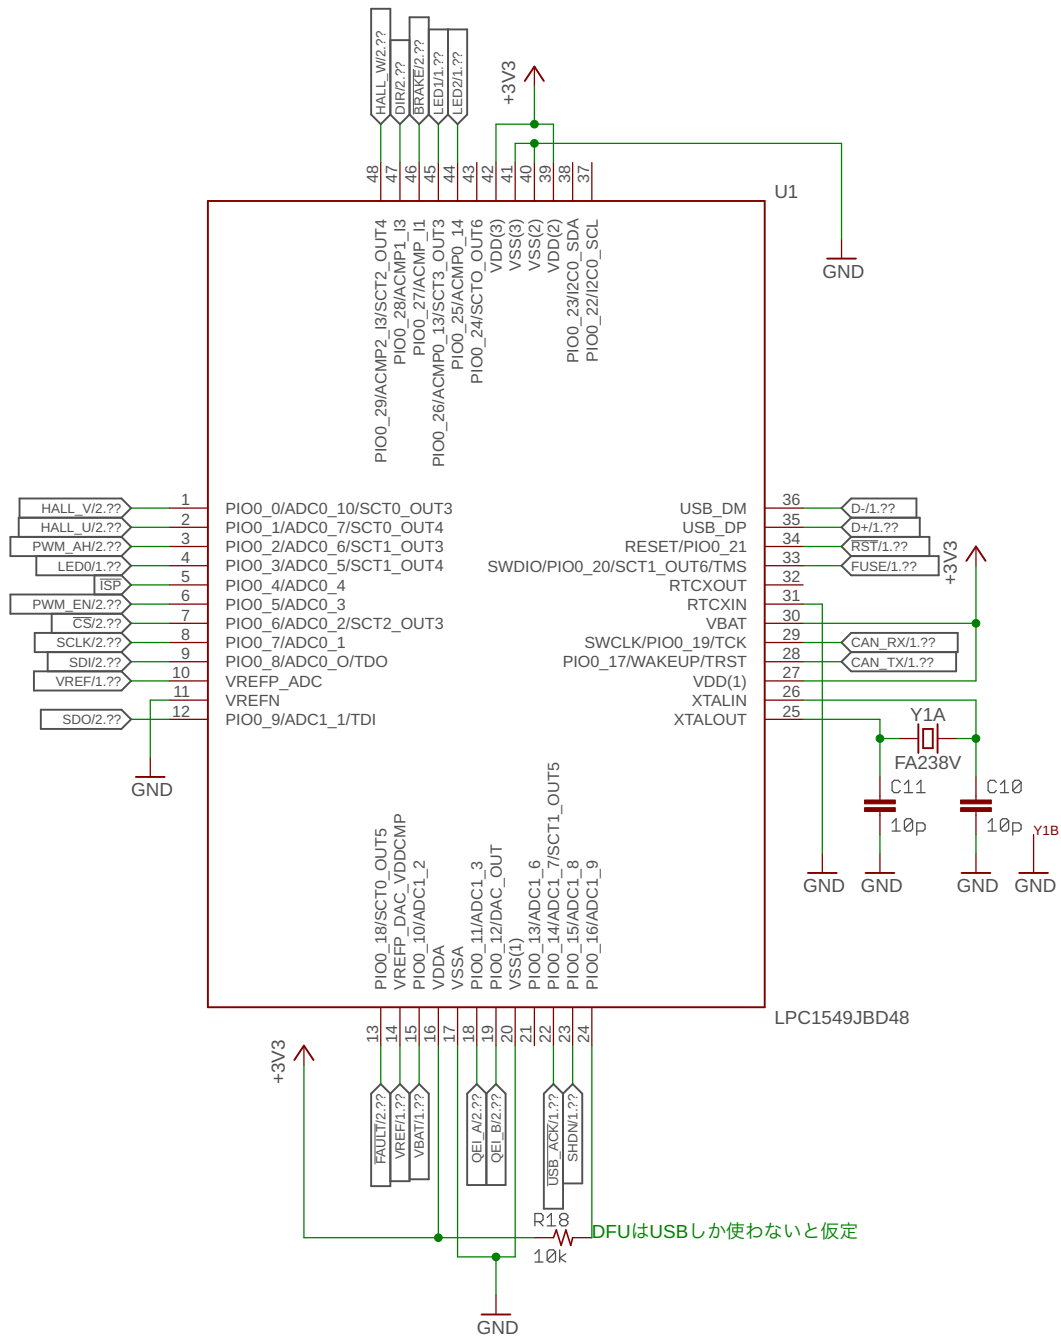 HALL_W/2.??
DIR/2.??
BRAKE/2.??
LED1/1.??
LED2/1.??
+3V3
48
47
46
45
44
43
42
41
40
39
38
37
U1
PIO0_29/ACMP2_I3/SCT2_OUT4
PIO0_28/ACMP1_I3
PIO0_27/ACMP_I1
PIO0_26/ACMP0_13/SCT3_OUT3
PIO0_25/ACMP0_14
PIO0_24/SCTO_OUT6
VDD(3)
VSS(3)
VSS(2)
VDD(2)
PIO0_23/I2C0_SDA
PIO0_22/I2C0_SCL
GND
HALL_V/2.?? 1 PIO0_0/ADC0_10/SCT0_OUT3
HALL_U/2.?? 2 PIO0_1/ADC0_7/SCT0_OUT4
PWM_AH/2.?? 3 PIO0_2/ADC0_6/SCT1_OUT3
LED0/1.?? 4 PIO0_3/ADC0_5/SCT1_OUT4
ISP 5 PIO0_4/ADC0_4
PWM_EN/2.?? 6 PIO0_5/ADC0_3
CS/2.?? 7 PIO0_6/ADC0_2/SCT2_OUT3
SCLK/2.?? 8 PIO0_7/ADC0_1
SDI/2.?? 9 PIO0_8/ADC0_O/TDO
VREF/1.?? 10 VREFP_ADC
11 VREFN
SDO/2.?? 12 PIO0_9/ADC1_1/TDI
GND
USB_DM 36 D-/1.??
USB_DP 35 D+/1.??
RESET/PIO0_21 34 RST/1.??
SWDIO/PIO0_20/SCT1_OUT6/TMS 33 FUSE/1.??
+3V3
RTCXOUT 32
RTCXIN 31
VBAT 30
SWCLK/PIO0_19/TCK 29 CAN_RX/1.??
PIO0_17/WAKEUP/TRST 28 CAN_TX/1.??
VDD(1) 27
XTALIN 26
XTALOUT 25
Y1A
FA238V
C11
10p
C10
10p
Y1B
GND
GND
GND
GND
PIO0_18/SCT0_OUT5
VREFP_DAC_VDDCMP
PIO0_10/ADC1_2
VDDA
VSSA
PIO0_11/ADC1_3
PIO0_12/DAC_OUT
VSS(1)
PIO0_13/ADC1_6
PIO0_14/ADC1_7/SCT1_OUT5
PIO0_15/ADC1_8
PIO0_16/ADC1_9
LPC1549JBD48
13
14
15
16
17
18
19
20
21
22
23
24
+3V3
FAULT/2.??
VREF/1.??
VBAT/1.??
QEI_A/2.??
QEI_B/2.??
USB_ACK/1.??
SHDN/1.??
R18
10k
DFUはUSBしか使わないと仮定
GND